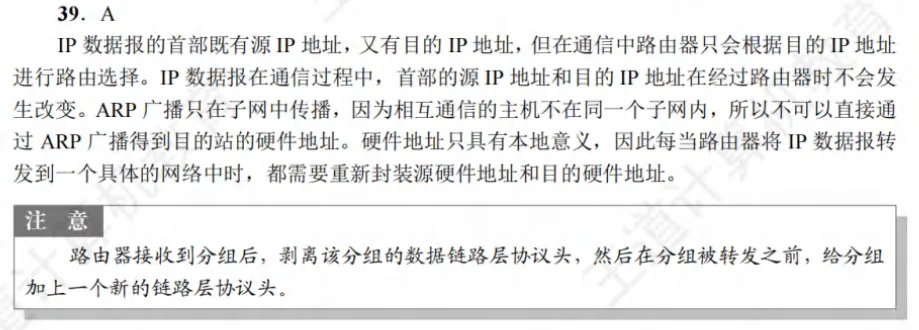 39. A
IP 数据报的首部既有源 IP 地址，又有目的 IP 地址，但在通信中路由器只会根据目的 IP 地址
进行路由选择。IP 数据报在通信过程中，首部的源 IP 地址和目的 IP 地址在经过路由器时不会发
生改变。ARP 广播只在子网中传播，因为相互通信的主机不在同一个子网内，所以不可以直接通
过 ARP 广播得到目的站的硬件地址。硬件地址只具有本地意义，因此每当路由器将 IP 数据报转
发到一个具体的网络中时，都需要重新封装源硬件地址和目的硬件地址。
注 意
路由器接收到分组后，剥离该分组的数据链路层协议头，然后在分组被转发之前，给分组
加上一个新的链路层协议头。